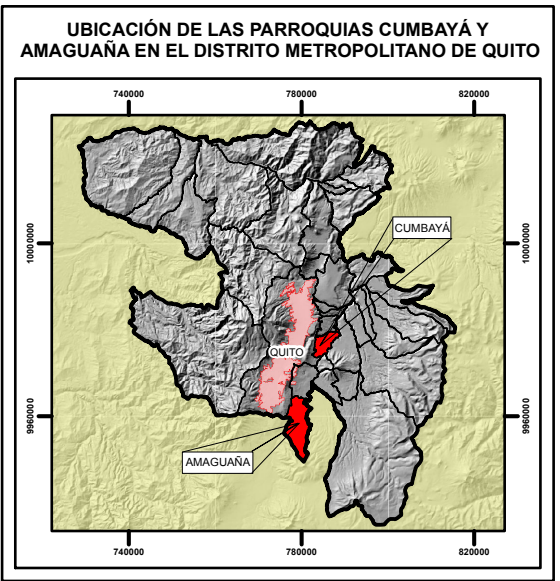 UBICACIÓN DE LAS PARROQUIAS CUMBAYÁ Y
AMAGUAÑA EN EL DISTRITO METROPOLITANO DE QUITO
740000
780000
820000
CUMBAYÁ
10000000
10000000
QUITO
9960000
9960000
AMAGUAÑA
740000
780000
820000